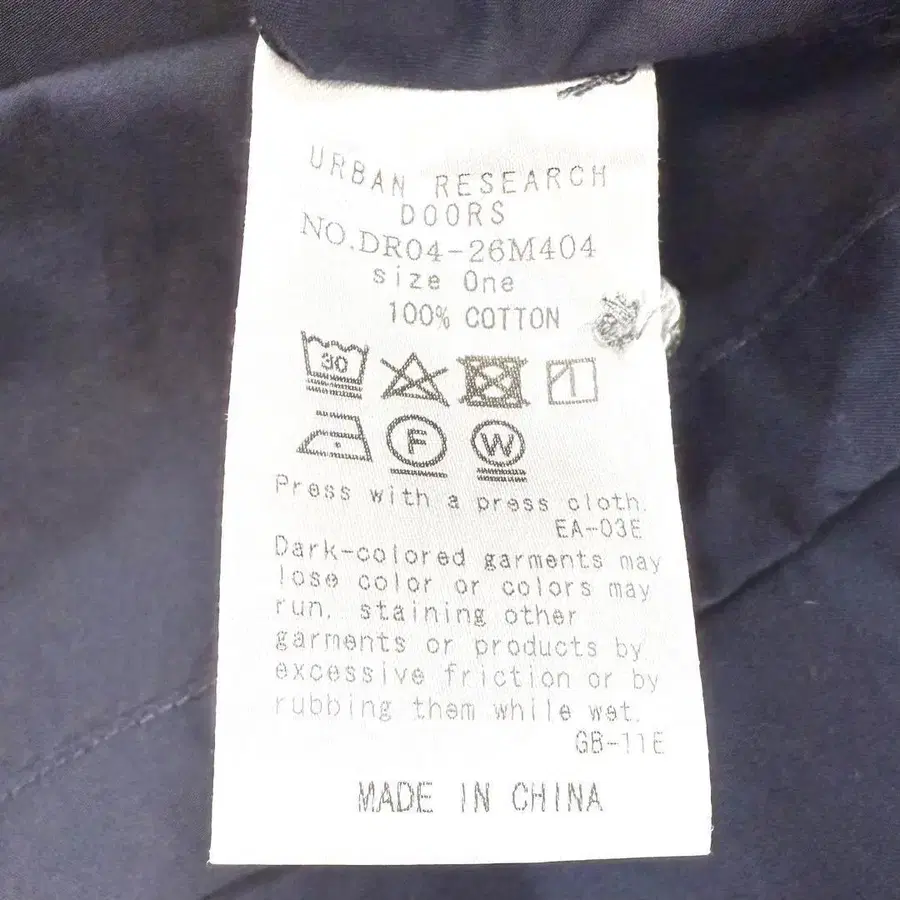 URBAN RESEARCH
DOORS
NO.DR04-26M404
size One
100% COTTON
30
F W
Press with a press cloth.
EA-03E
Dark-colored garments may
lose color or colors may
run, staining other
garments or products by
excessive friction or by
rubbing them while wet.
GB-11E
MADE IN CHINA